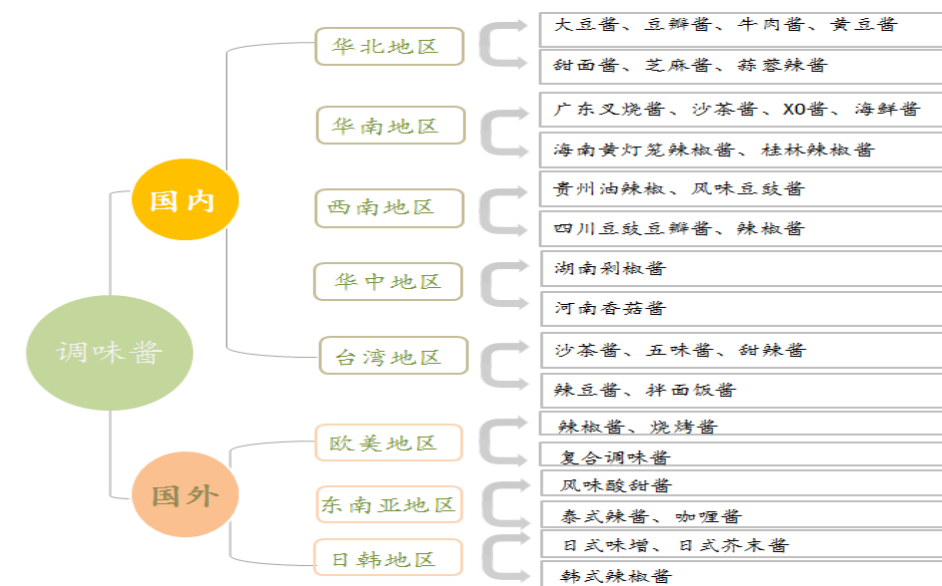 调味酱
国内
华北地区
大豆酱、豆瓣酱、牛肉酱、黄豆酱
甜面酱、芝麻酱、蒜蓉辣酱
华南地区
广东叉烧酱、沙茶酱、XO酱、海鲜酱
海南黄灯笼辣椒酱、桂林辣椒酱
西南地区
贵州油辣椒、风味豆豉酱
四川豆豉豆瓣酱、辣椒酱
华中地区
湖南剁椒酱
河南香菇酱
台湾地区
沙茶酱、五味酱、甜辣酱
辣豆酱、拌面饭酱
国外
欧美地区
辣椒酱、烧烤酱
复合调味酱
东南亚地区
风味酸甜酱
泰式辣酱、咖喱酱
日韩地区
日式味增、日式芥末酱
韩式辣椒酱